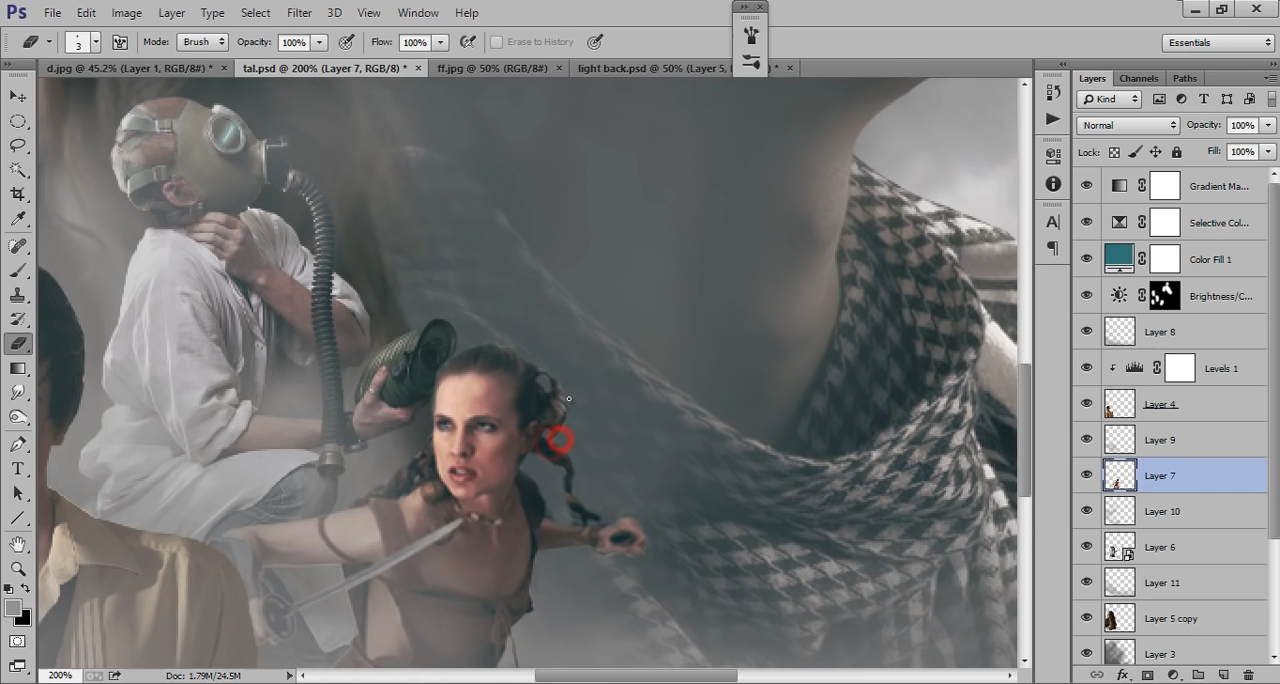 Ps File Edit Image Layer Type Select Filter 3D View Window Help
3 Mode: Brush Opacity: 100% Flow: 100% Erase to History Essentials
d.jpg @ 45.2% (Layer 1, RGB/8#) * × tal.psd @ 200% (Layer 7, RGB/8) * × ff.jpg @ 50% (RGB/8#) × light back.psd @ 50% (Layer 5, * ×
Layers Channels Paths
Kind
Normal Opacity: 100%
Lock: Fill: 100%
Gradient Ma...
Selective Col...
Color Fill 1
Brightness/C...
Layer 8
Levels 1
Layer 4
Layer 9
Layer 7
Layer 10
Layer 6
Layer 11
Layer 5 copy
Layer 3
200% Doc: 1.79M/24.5M